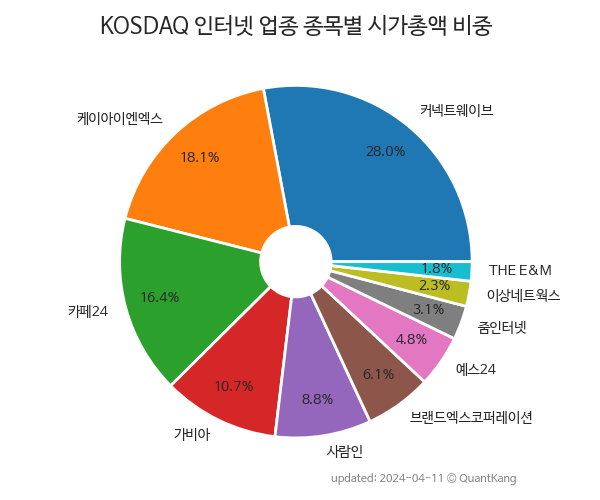 KOSDAQ 인터넷 업종 종목별 시가총액 비중
커넥트웨이브
28.0%
케이아이엔엑스
18.1%
카페24
16.4%
가비아
10.7%
사람인
8.8%
브랜드엑스코퍼레이션
6.1%
예스24
4.8%
줌인터넷
3.1%
이상네트웍스
2.3%
THE E&M
1.8%
updated: 2024-04-11 © QuantKang